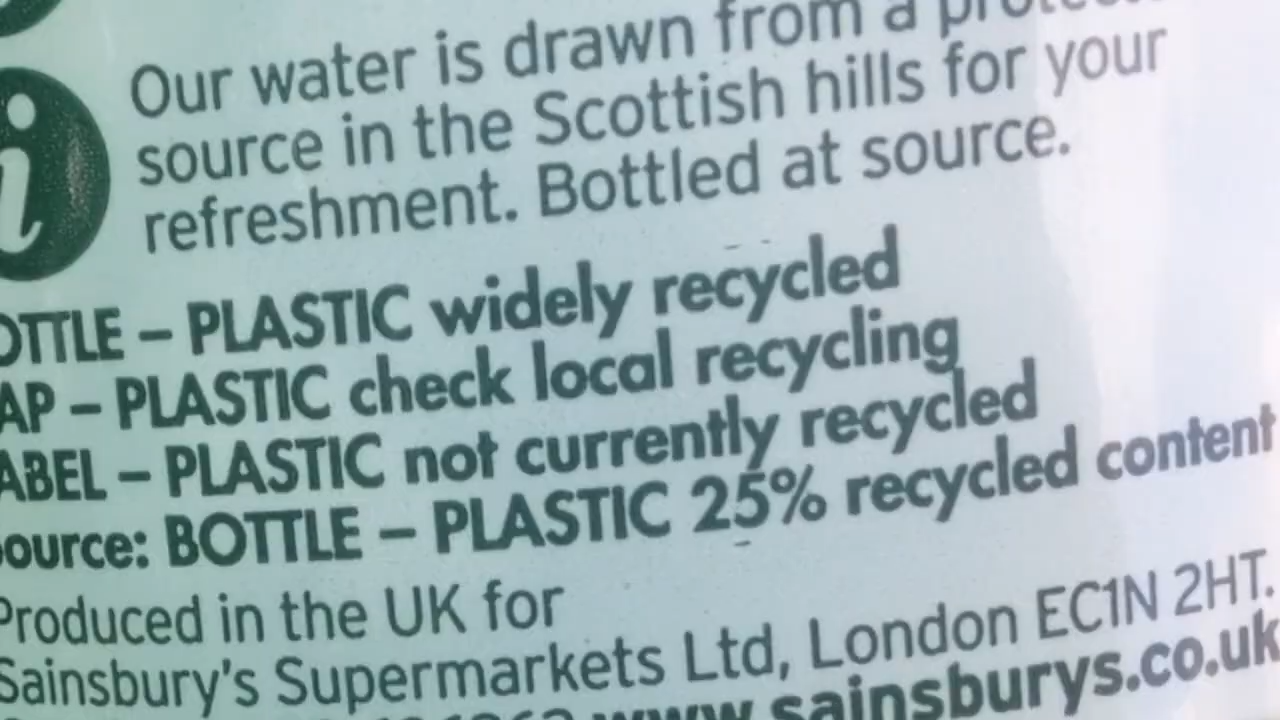 i
Our water is drawn from a
source in the Scottish hills for your
refreshment. Bottled at source.
OTTLE – PLASTIC widely recycled
AP – PLASTIC check local recycling
ABEL – PLASTIC not currently recycled
ource: BOTTLE – PLASTIC 25% recycled content
Produced in the UK for
Sainsbury's Supermarkets Ltd, London EC1N 2HT.
www.sainsburys.co.uk